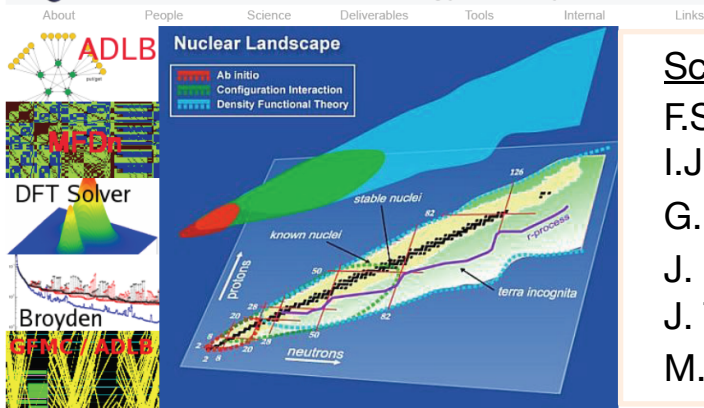 About People Science Deliverables Tools Internal Links
ADLB
MFDn
DFT Solver
Broyden
GFMC / ADLB
Nuclear Landscape
Ab initio
Configuration Interaction
Density Functional Theory
126
stable nuclei
82
known nuclei
r-process
50
protons
terra incognita
28
20
82
50
8
28
2
20
2 8
neutrons
F.S
I.J
G.
J.
J.
M.